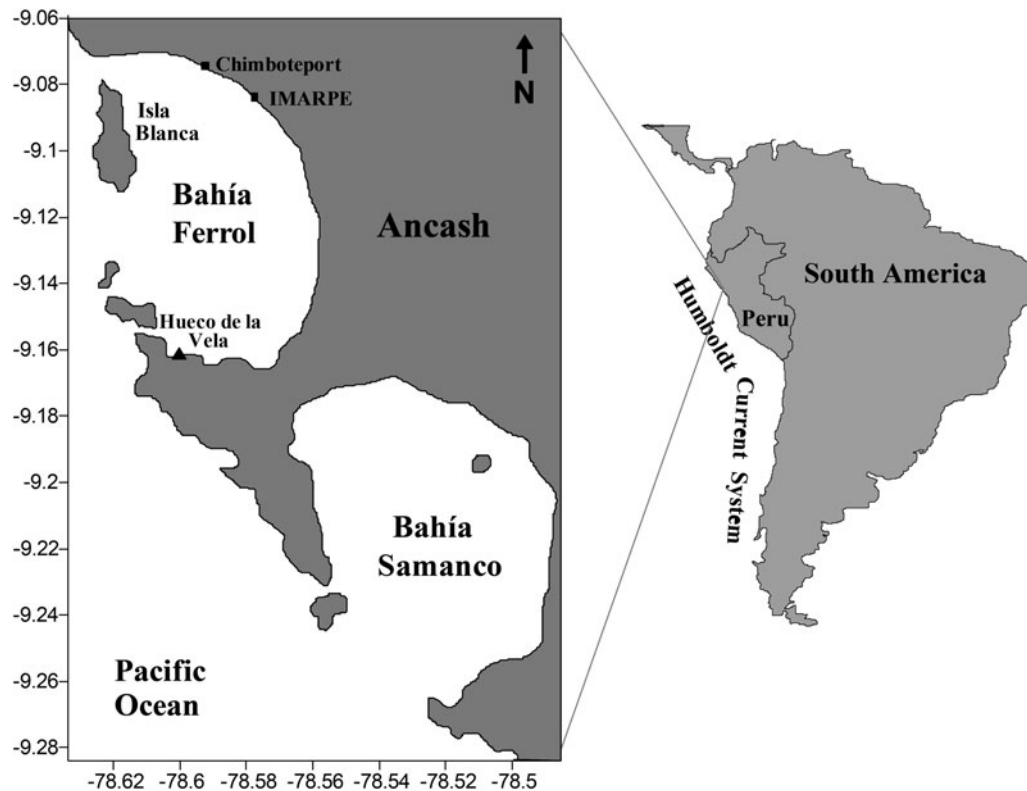 -9.06
-9.08
-9.1
-9.12
-9.14
-9.16
-9.18
-9.2
-9.22
-9.24
-9.26
-9.28
Chimboteport
IMARPE
N
Isla
Blanca
Bahía
Ferrol
Ancash
Hueco de la
Vela
Bahía
Samanco
Pacific
Ocean
-78.62 -78.6 -78.58 -78.56 -78.54 -78.52 -78.5
South America
Peru
Humboldt
Current System